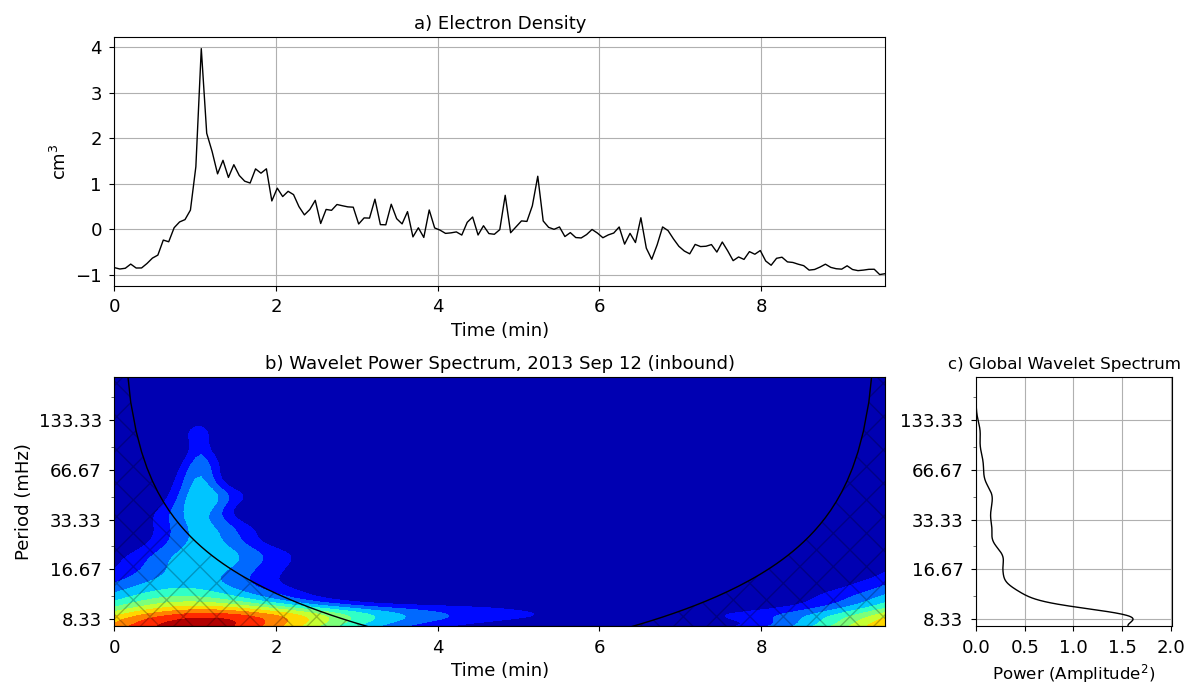 a) Electron Density
4
3
2
1
0
−1
cm³
0 2 4 6 8
Time (min)
b) Wavelet Power Spectrum, 2013 Sep 12 (inbound)
133.33
66.67
33.33
16.67
8.33
Period (mHz)
0 2 4 6 8
Time (min)
c) Global Wavelet Spectrum
133.33
66.67
33.33
16.67
8.33
0.0 0.5 1.0 1.5 2.0
Power (Amplitude²)